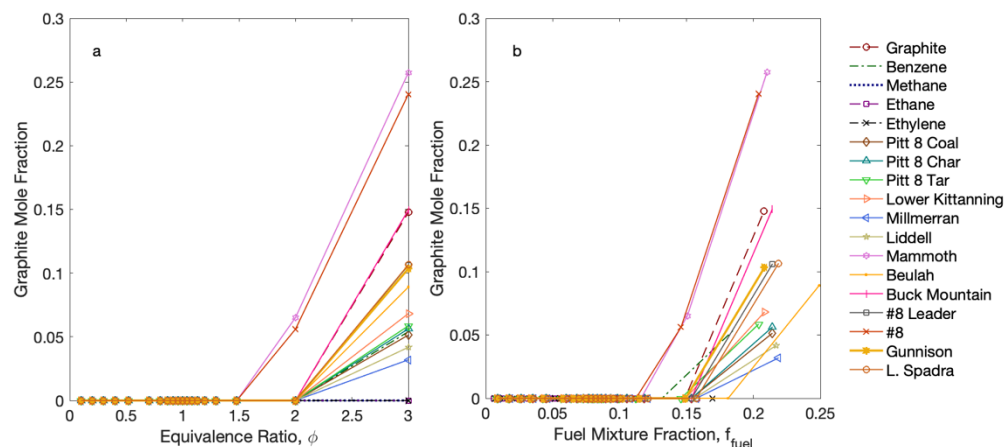 a
0.3
0.25
0.2
0.15
0.1
0.05
0
0 0.5 1 1.5 2 2.5 3
Equivalence Ratio, ϕ
Graphite Mole Fraction
b
0.3
0.25
0.2
0.15
0.1
0.05
0
0 0.05 0.1 0.15 0.2 0.25
Fuel Mixture Fraction, f_fuel
Graphite Mole Fraction
Graphite
Benzene
Methane
Ethane
Ethylene
Pitt 8 Coal
Pitt 8 Char
Pitt 8 Tar
Lower Kittanning
Millmerran
Liddell
Mammoth
Beulah
Buck Mountain
#8 Leader
#8
Gunnison
L. Spadra